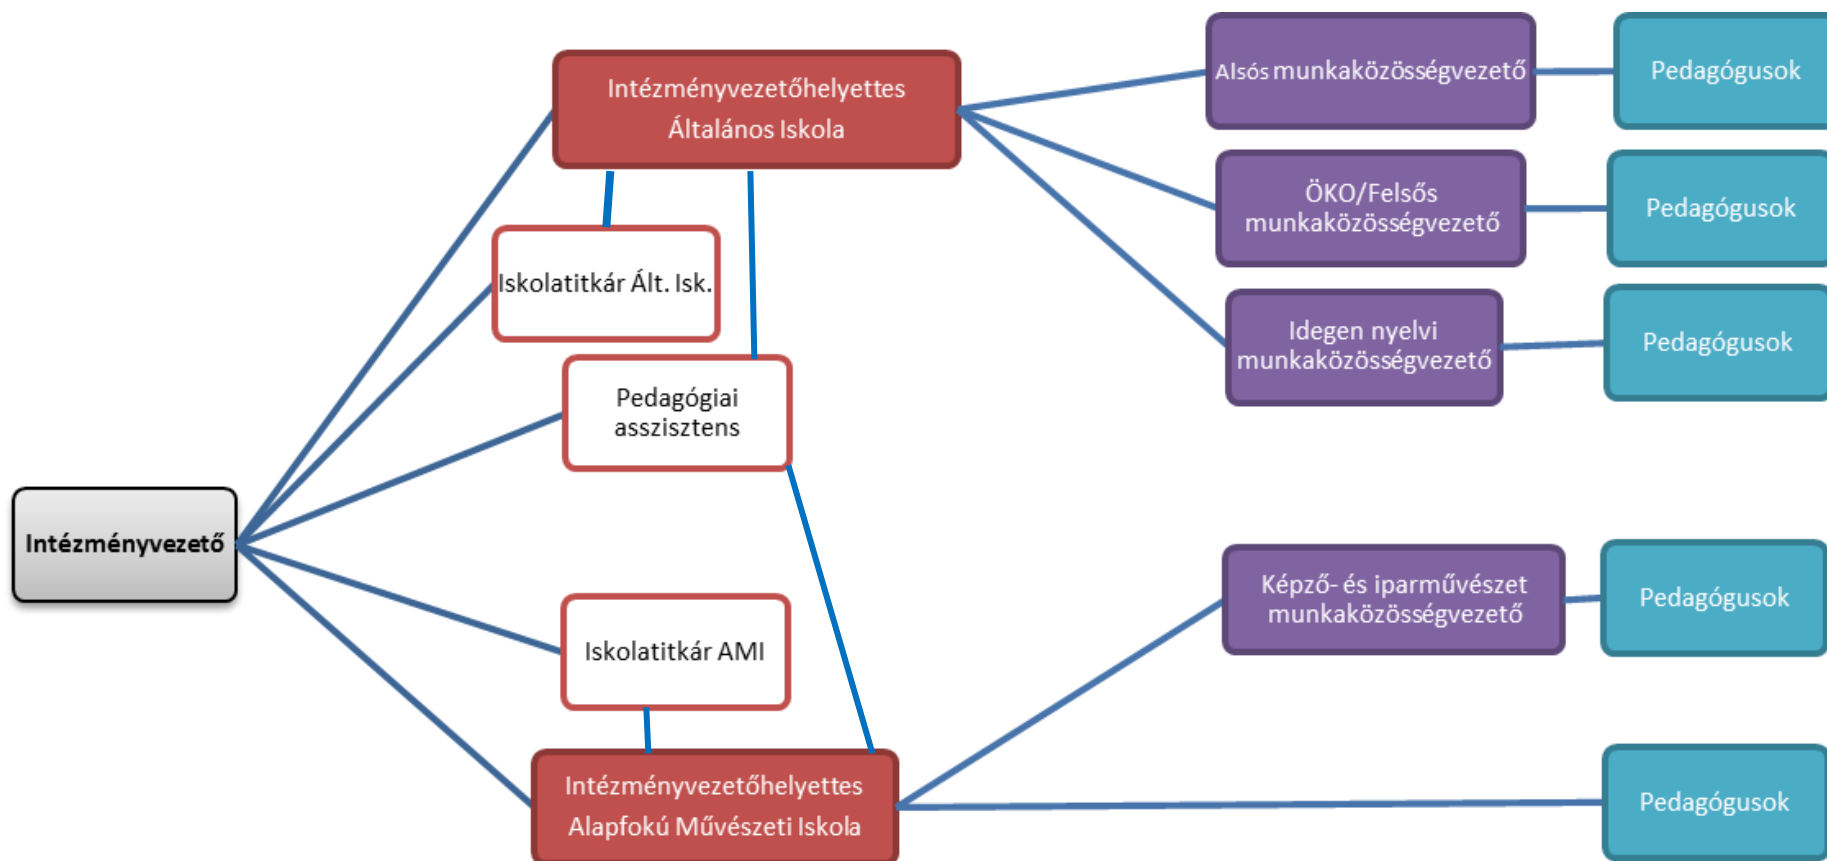 Intézményvezető
Intézményvezetőhelyettes
Általános Iskola
Iskolatitkár Ált. Isk.
Pedagógiai
asszisztens
Iskolatitkár AMI
Intézményvezetőhelyettes
Alapfokú Művészeti Iskola
Alsós munkaközösségvezető
Pedagógusok
ÖKO/Felsős
munkaközösségvezető
Pedagógusok
Idegen nyelvi
munkaközösségvezető
Pedagógusok
Képző- és iparművészet
munkaközösségvezető
Pedagógusok
Pedagógusok